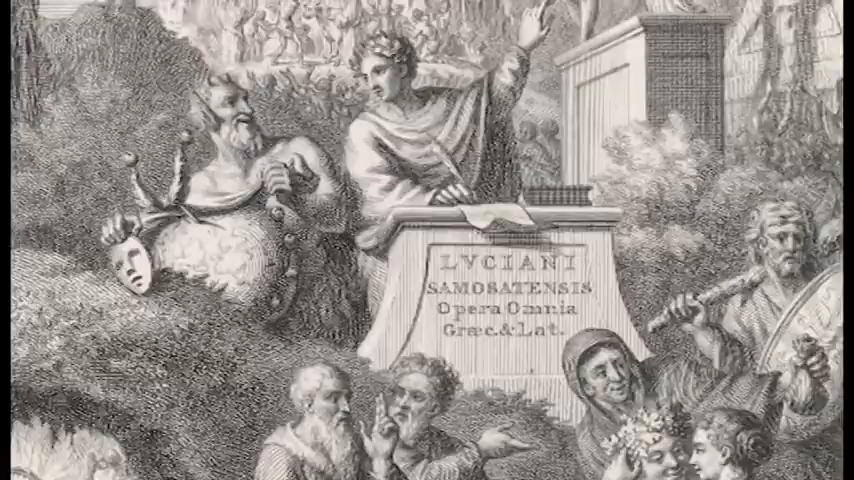 LVCIANI
SAMOSATENSIS
Opera Omnia
Græc. & Lat.